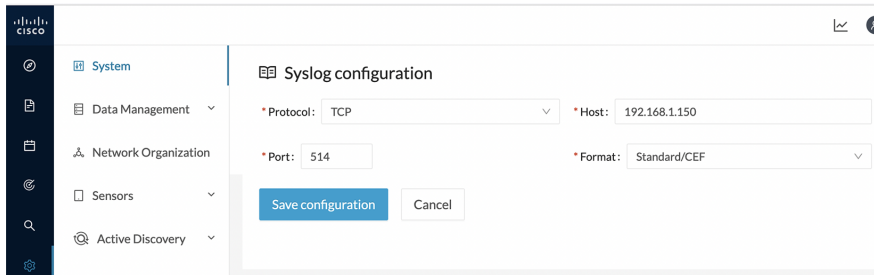 CISCO
System
Data Management
Network Organization
Sensors
Active Discovery
Syslog configuration
* Protocol: TCP
* Host: 192.168.1.150
* Port: 514
* Format: Standard/CEF
Save configuration
Cancel